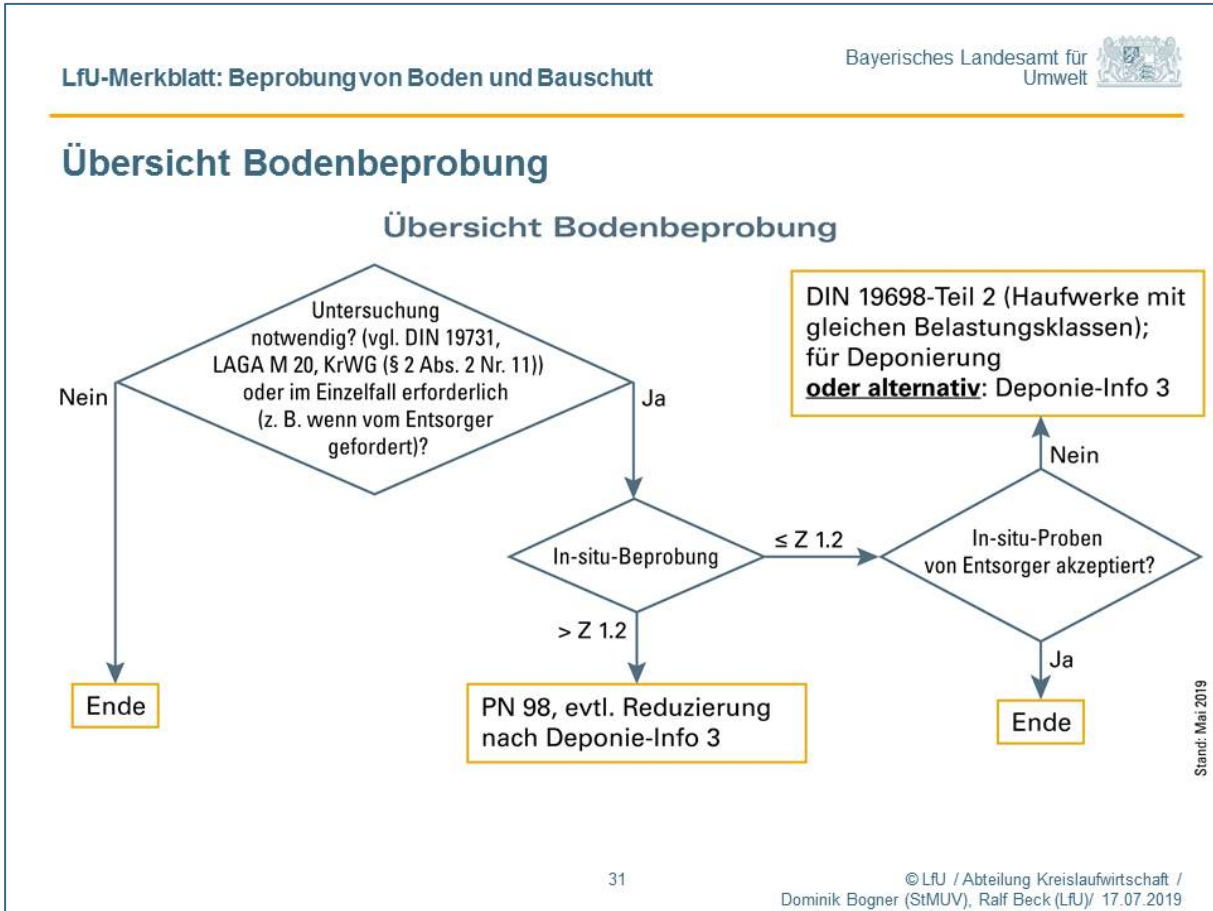 LfU-Merkblatt: Beprobung von Boden und Bauschutt
Bayerisches Landesamt für
Umwelt
Übersicht Bodenbeprobung
Übersicht Bodenbeprobung
Untersuchung
notwendig? (vgl. DIN 19731,
LAGA M 20, KrWG (§ 2 Abs. 2 Nr. 11))
oder im Einzelfall erforderlich
(z. B. wenn vom Entsorger
gefordert)?
Nein
Ja
DIN 19698-Teil 2 (Haufwerke mit
gleichen Belastungsklassen);
für Deponierung
oder alternativ: Deponie-Info 3
Nein
In-situ-Beprobung
≤ Z 1.2
In-situ-Proben
von Entsorger akzeptiert?
> Z 1.2
Ja
Ende
PN 98, evtl. Reduzierung
nach Deponie-Info 3
Ende
Stand: Mai 2019
31
© LfU / Abteilung Kreislaufwirtschaft /
Dominik Bogner (StMUV), Ralf Beck (LfU)/ 17.07.2019